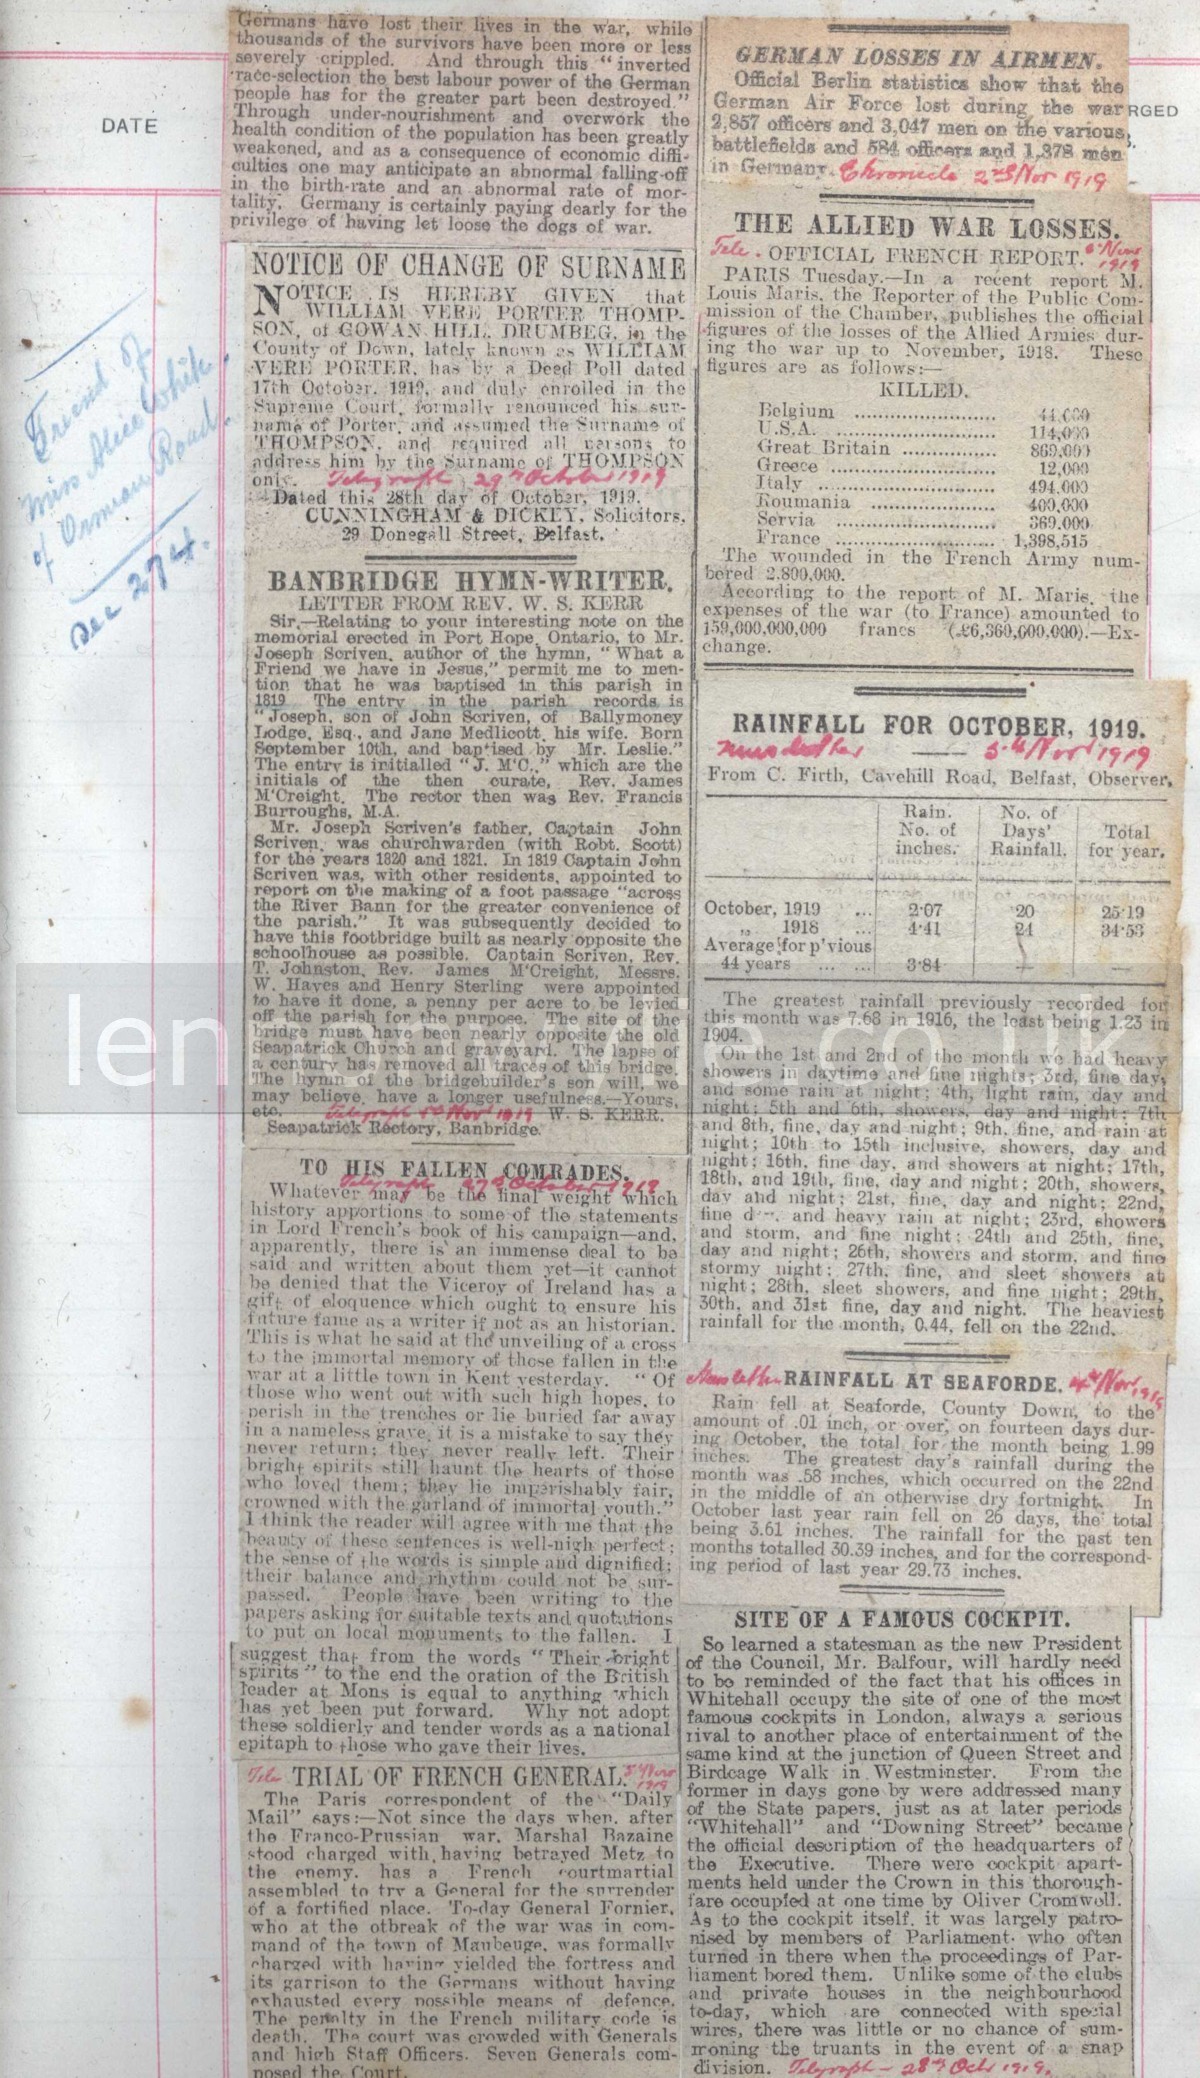 DATE
RGED
Friend of
Miss Alice White
of Ormeau Road.
See 274.
Germans have lost their lives in the war, while
thousands of the survivors have been more or less
severely crippled. And through this "inverted
race-selection the best labour power of the German
people has for the greater part been destroyed."
Through under-nourishment and overwork the
health condition of the population has been greatly
weakened, and as a consequence of economic diffi-
culties one may anticipate an abnormal falling-off
in the birth-rate and an abnormal rate of mor-
tality. Germany is certainly paying dearly for the
privilege of having let loose the dogs of war.
NOTICE OF CHANGE OF SURNAME
NOTICE IS HEREBY GIVEN that
WILLIAM VERE PORTER THOMP-
SON, of GOWAN HILL, DRUMBEG, in the
County of Down, lately known as WILLIAM
VERE PORTER, has by a Deed Poll dated
17th October, 1919, and duly enrolled in the
Supreme Court, formally renounced his sur-
name of Porter, and assumed the Surname of
THOMPSON, and required all persons to
address him by the Surname of THOMPSON
only. Telegraph 29th October 1919
Dated this 28th day of October, 1919.
CUNNINGHAM & DICKEY, Solicitors,
29 Donegall Street, Belfast.
BANBRIDGE HYMN-WRITER.
LETTER FROM REV. W. S. KERR
Sir,—Relating to your interesting note on the
memorial erected in Port Hope, Ontario, to Mr.
Joseph Scriven, author of the hymn, "What a
Friend we have in Jesus," permit me to men-
tion that he was baptised in this parish in
1819 The entry in the parish records is
"Joseph, son of John Scriven, of Ballymoney
Lodge, Esq., and Jane Medlicott, his wife. Born
September 10th, and baptised by Mr. Leslie."
The entry is initialled "J. M'C.," which are the
initials of the then curate, Rev. James
M'Creight. The rector then was Rev. Francis
Burroughs, M.A.
Mr. Joseph Scriven's father, Captain John
Scriven, was churchwarden (with Robt. Scott)
for the years 1820 and 1821. In 1819 Captain John
Scriven was, with other residents, appointed to
report on the making of a foot passage "across
the River Bann for the greater convenience of
the parish." It was subsequently decided to
have this footbridge built as nearly opposite the
schoolhouse as possible. Captain Scriven, Rev.
T. Johnston, Rev. James M'Creight, Messrs.
W. Hayes and Henry Sterling were appointed
to have it done, a penny per acre to be levied
off the parish for the purpose. The site of the
bridge must have been nearly opposite the old
Seapatrick Church and graveyard. The lapse of
a century has removed all traces of this bridge.
The hymn of the bridgebuilder's son will, we
may believe, have a longer usefulness.—Yours,
etc. Telegraph Nov 1919 W. S. KERR.
Seapatrick Rectory, Banbridge.
TO HIS FALLEN COMRADES.
Telegraph 27th October 1919
Whatever may be the final weight which
history apportions to some of the statements
in Lord French's book of his campaign—and,
apparently, there is an immense deal to be
said and written about them yet—it cannot
be denied that the Viceroy of Ireland has a
gift of eloquence which ought to ensure his
future fame as a writer if not as an historian.
This is what he said at the unveiling of a cross
to the immortal memory of those fallen in the
war at a little town in Kent yesterday. "Of
those who went out with such high hopes, to
perish in the trenches or lie buried far away
in a nameless grave, it is a mistake to say they
never return; they never really left. Their
bright spirits still haunt the hearts of those
who loved them; they lie imperishably fair,
crowned with the garland of immortal youth."
I think the reader will agree with me that the
beauty of these sentences is well-nigh perfect;
the sense of the words is simple and dignified;
their balance and rhythm could not be sur-
passed. People have been writing to the
papers asking for suitable texts and quotations
to put on local monuments to the fallen. I
suggest that from the words "Their bright
spirits" to the end the oration of the British
leader at Mons is equal to anything which
has yet been put forward. Why not adopt
these soldierly and tender words as a national
epitaph to those who gave their lives.
Tele TRIAL OF FRENCH GENERAL. 5th Nov 1919
The Paris correspondent of the "Daily
Mail" says:—Not since the days when, after
the Franco-Prussian war, Marshal Bazaine
stood charged with having betrayed Metz to
the enemy, has a French courtmartial
assembled to try a General for the surrender
of a fortified place. To-day General Fornier,
who at the otbreak of the war was in com-
mand of the town of Maubeuge, was formally
charged with having yielded the fortress and
its garrison to the Germans without having
exhausted every possible means of defence.
The penalty in the French military code is
death. The court was crowded with Generals
and high Staff Officers. Seven Generals com-
posed the Court.
GERMAN LOSSES IN AIRMEN.
Official Berlin statistics show that the
German Air Force lost during the war
2,857 officers and 3,047 men on the various
battlefields and 584 officers and 1,378 men
in Germany. Chronicle 2nd Nov 1919
THE ALLIED WAR LOSSES.
Tele. OFFICIAL FRENCH REPORT. Nov 1919
PARIS Tuesday.—In a recent report M.
Louis Maris, the Reporter of the Public Com-
mission of the Chamber, publishes the official
figures of the losses of the Allied Armies dur-
ing the war up to November, 1918. These
figures are as follows:—
KILLED.
Belgium ........................ 44,000
U.S.A. ........................ 114,000
Great Britain ............... 869,000
Greece ........................ 12,000
Italy ........................ 494,000
Roumania .................. 400,000
Servia ........................ 369,000
France ........................ 1,398,515
The wounded in the French Army num-
bered 2,800,000.
According to the report of M. Maris, the
expenses of the war (to France) amounted to
159,000,000,000 francs (£6,360,000,000).—Ex-
change.
RAINFALL FOR OCTOBER, 1919.
Newsletter 5th Nov 1919
From C. Firth, Cavehill Road, Belfast, Observer,
Rain. No. of inches. No. of Days' Rainfall. Total for year.
October, 1919 ... 2·07 20 25·19
„ 1918 ... 4·41 24 34·53
Average for p'vious
44 years ... ... 3·84 — —
The greatest rainfall previously recorded for
this month was 7.68 in 1916, the least being 1.23 in
1904.
On the 1st and 2nd of the month we had heavy
showers in daytime and fine nights; 3rd, fine day,
and some rain at night; 4th, light rain, day and
night; 5th and 6th, showers, day and night; 7th
and 8th, fine, day and night; 9th, fine, and rain at
night; 10th to 15th inclusive, showers, day and
night; 16th, fine day, and showers at night; 17th,
18th, and 19th, fine, day and night; 20th, showers,
day and night; 21st, fine, day and night; 22nd,
fine d , and heavy rain at night; 23rd, showers
and storm, and fine night; 24th and 25th, fine,
day and night; 26th, showers and storm, and fine
stormy night; 27th, fine, and sleet showers at
night; 28th, sleet showers, and fine night; 29th,
30th, and 31st fine, day and night. The heaviest
rainfall for the month, 0.44, fell on the 22nd.
Newsletter RAINFALL AT SEAFORDE. 4th Nov 1919
Rain fell at Seaforde, County Down, to the
amount of .01 inch, or over, on fourteen days dur-
ing October, the total for the month being 1.99
inches. The greatest day's rainfall during the
month was .58 inches, which occurred on the 22nd
in the middle of an otherwise dry fortnight. In
October last year rain fell on 26 days, the total
being 3.61 inches. The rainfall for the past ten
months totalled 30.39 inches, and for the correspond-
ing period of last year 29.73 inches.
SITE OF A FAMOUS COCKPIT.
So learned a statesman as the new President
of the Council, Mr. Balfour, will hardly need
to be reminded of the fact that his offices in
Whitehall occupy the site of one of the most
famous cockpits in London, always a serious
rival to another place of entertainment of the
same kind at the junction of Queen Street and
Birdcage Walk in Westminster. From the
former in days gone by were addressed many
of the State papers, just as at later periods
"Whitehall" and "Downing Street" became
the official description of the headquarters of
the Executive. There were cockpit apart-
ments held under the Crown in this thorough-
fare occupied at one time by Oliver Cromwell.
As to the cockpit itself, it was largely patro-
nised by members of Parliament, who often
turned in there when the proceedings of Par-
liament bored them. Unlike some of the clubs
and private houses in the neighbourhood
to-day, which are connected with special
wires, there was little or no chance of sum-
moning the truants in the event of a snap
division. Telegraph — 28th Oct 1919.